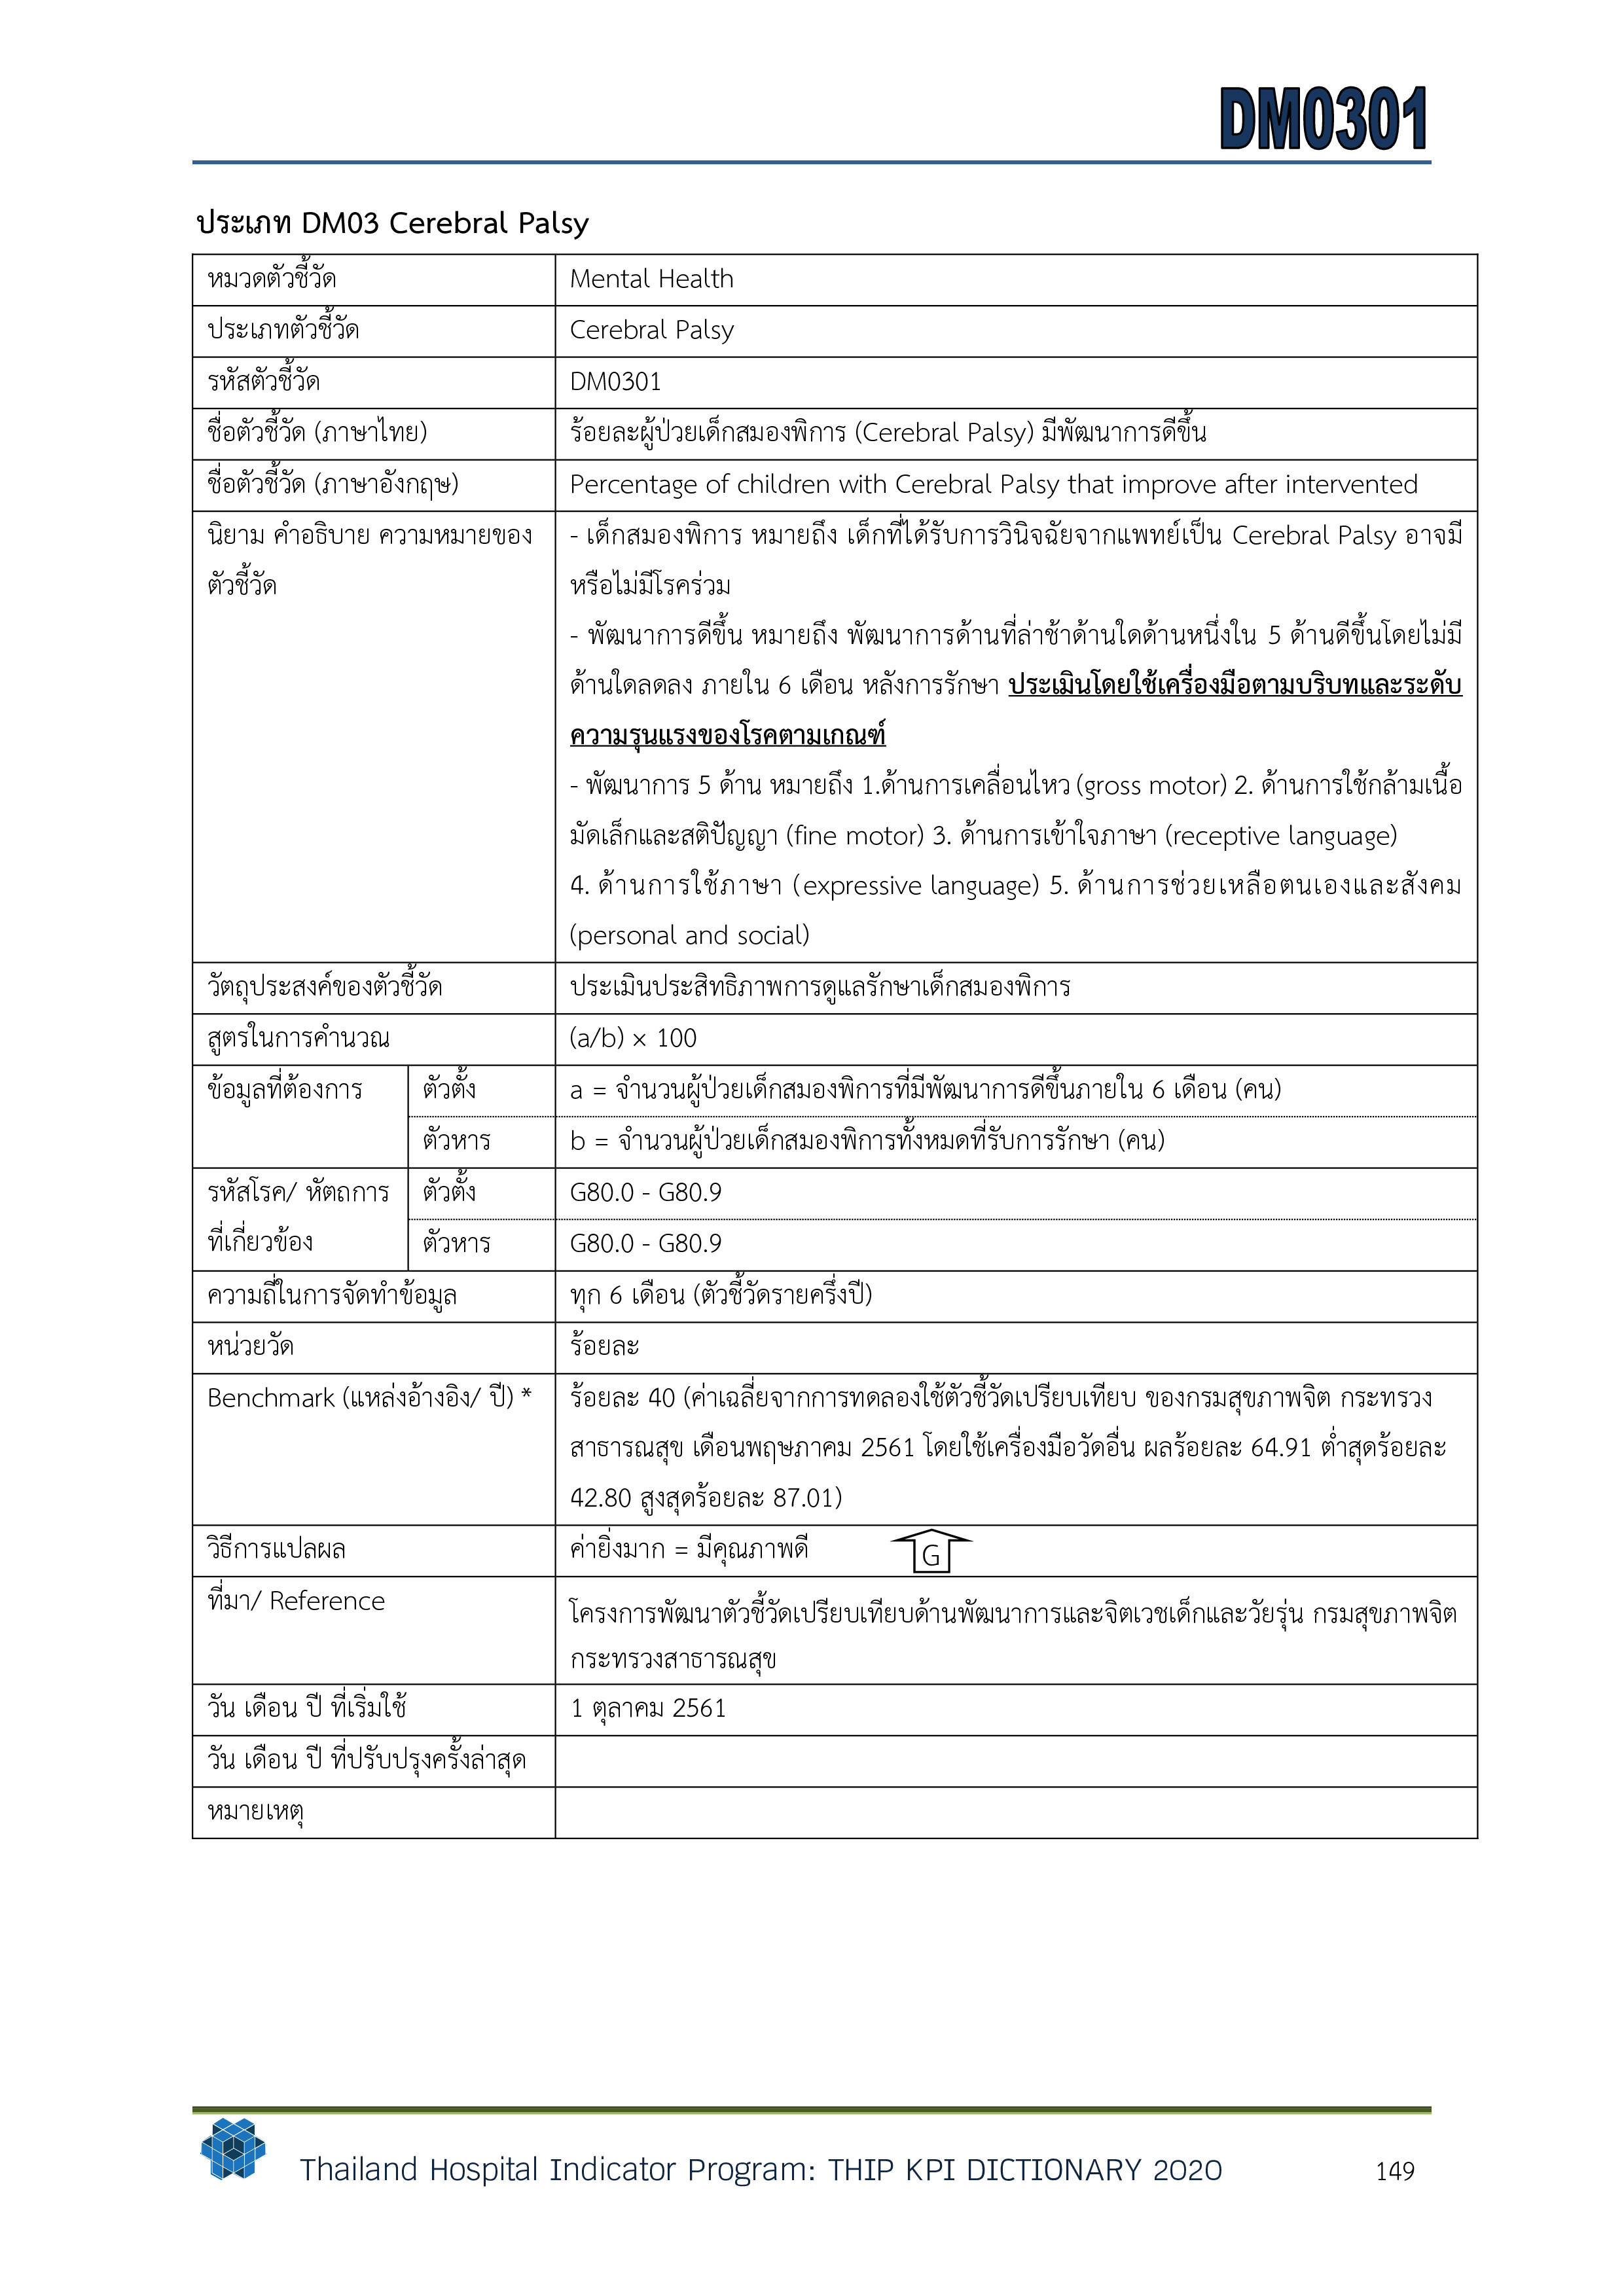 DM0301
ประเภท DM03 Cerebral Palsy
หมวดตัวชี้วัด Mental Health
ประเภทตัวชี้วัด Cerebral Palsy
รหัสตัวชี้วัด DM0301
ชื่อตัวชี้วัด (ภาษาไทย) ร้อยละผู้ป่วยเด็กสมองพิการ (Cerebral Palsy) มีพัฒนาการดีขึ้น
ชื่อตัวชี้วัด (ภาษาอังกฤษ) Percentage of children with Cerebral Palsy that improve after intervented
นิยาม คำอธิบาย ความหมายของ
ตัวชี้วัด
- เด็กสมองพิการ หมายถึง เด็กที่ได้รับการวินิจฉัยจากแพทย์เป็น Cerebral Palsy อาจมี
หรือไม่มีโรคร่วม
- พัฒนาการดีขึ้น หมายถึง พัฒนาการด้านที่ล่าช้าด้านใดด้านหนึ่งใน 5 ด้านดีขึ้นโดยไม่มี
ด้านใดลดลง ภายใน 6 เดือน หลังการรักษา ประเมินโดยใช้เครื่องมือตามบริบทและระดับ
ความรุนแรงของโรคตามเกณฑ์
- พัฒนาการ 5 ด้าน หมายถึง 1.ด้านการเคลื่อนไหว (gross motor) 2. ด้านการใช้กล้ามเนื้อ
มัดเล็กและสติปัญญา (fine motor) 3. ด้านการเข้าใจภาษา (receptive language)
4. ด้านการใช้ภาษา (expressive language) 5. ด้านการช่วยเหลือตนเองและสังคม
(personal and social)
วัตถุประสงค์ของตัวชี้วัด ประเมินประสิทธิภาพการดูแลรักษาเด็กสมองพิการ
สูตรในการคำนวณ (a/b) × 100
ข้อมูลที่ต้องการ ตัวตั้ง a = จำนวนผู้ป่วยเด็กสมองพิการที่มีพัฒนาการดีขึ้นภายใน 6 เดือน (คน)
ตัวหาร b = จำนวนผู้ป่วยเด็กสมองพิการทั้งหมดที่รับการรักษา (คน)
รหัสโรค/ หัตถการ ตัวตั้ง G80.0 - G80.9
ที่เกี่ยวข้อง ตัวหาร G80.0 - G80.9
ความถี่ในการจัดทำข้อมูล ทุก 6 เดือน (ตัวชี้วัดรายครึ่งปี)
หน่วยวัด ร้อยละ
Benchmark (แหล่งอ้างอิง/ ปี) * ร้อยละ 40 (ค่าเฉลี่ยจากการทดลองใช้ตัวชี้วัดเปรียบเทียบ ของกรมสุขภาพจิต กระทรวง
สาธารณสุข เดือนพฤษภาคม 2561 โดยใช้เครื่องมือวัดอื่น ผลร้อยละ 64.91 ต่ำสุดร้อยละ
42.80 สูงสุดร้อยละ 87.01)
วิธีการแปลผล ค่ายิ่งมาก = มีคุณภาพดี G
ที่มา/ Reference โครงการพัฒนาตัวชี้วัดเปรียบเทียบด้านพัฒนาการและจิตเวชเด็กและวัยรุ่น กรมสุขภาพจิต
กระทรวงสาธารณสุข
วัน เดือน ปี ที่เริ่มใช้ 1 ตุลาคม 2561
วัน เดือน ปี ที่ปรับปรุงครั้งล่าสุด
หมายเหตุ
Thailand Hospital Indicator Program: THIP KPI DICTIONARY 2020 149